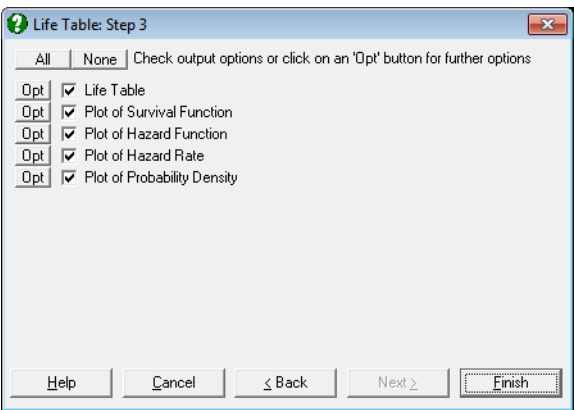 Life Table: Step 3
All None Check output options or click on an 'Opt' button for further options
Opt Life Table
Opt Plot of Survival Function
Opt Plot of Hazard Function
Opt Plot of Hazard Rate
Opt Plot of Probability Density
Help Cancel < Back Next > Finish